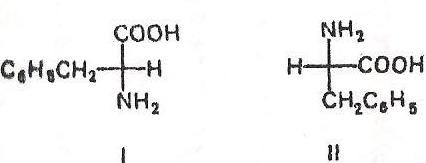 COOH
C₆H₅CH₂ H
NH₂
I
NH₂
H COOH
CH₂C₆H₅
II